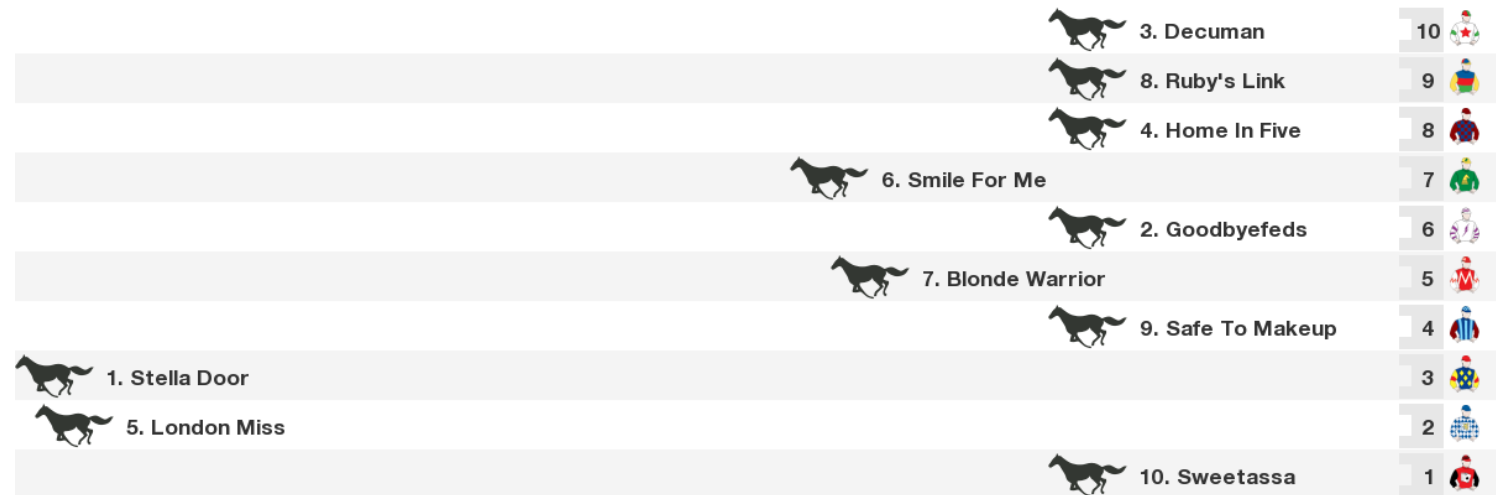 3. Decuman 10
8. Ruby's Link 9
4. Home In Five 8
6. Smile For Me 7
2. Goodbyefeds 6
7. Blonde Warrior 5
9. Safe To Makeup 4
1. Stella Door 3
5. London Miss 2
10. Sweetassa 1